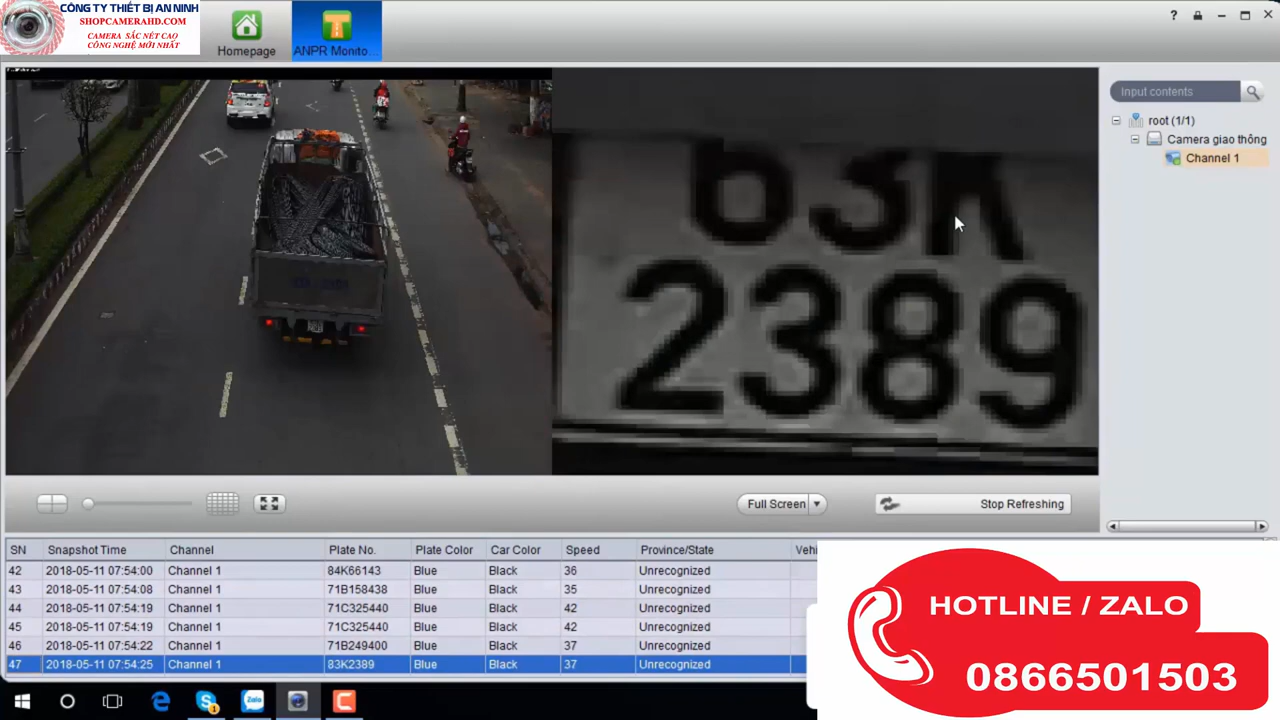 CÔNG TY THIẾT BỊ AN NINH
SHOPCAMERAHD.COM
CAMERA SẮC NÉT CAO
CÔNG NGHỆ MỚI NHẤT
Homepage
ANPR Monito...
?
Input contents
root (1/1)
Camera giao thông
Channel 1
63K
2389
Full Screen
Stop Refreshing
SN Snapshot Time Channel Plate No. Plate Color Car Color Speed Province/State Vehi
42 2018-05-11 07:54:00 Channel 1 84K66143 Blue Black 36 Unrecognized
43 2018-05-11 07:54:08 Channel 1 71B158438 Blue Black 35 Unrecognized
44 2018-05-11 07:54:19 Channel 1 71C325440 Blue Black 42 Unrecognized
45 2018-05-11 07:54:19 Channel 1 71C325440 Blue Black 42 Unrecognized
46 2018-05-11 07:54:22 Channel 1 71B249400 Blue Black 37 Unrecognized
47 2018-05-11 07:54:25 Channel 1 83K2389 Blue Black 37 Unrecognized
HOTLINE / ZALO
0866501503
Zalo